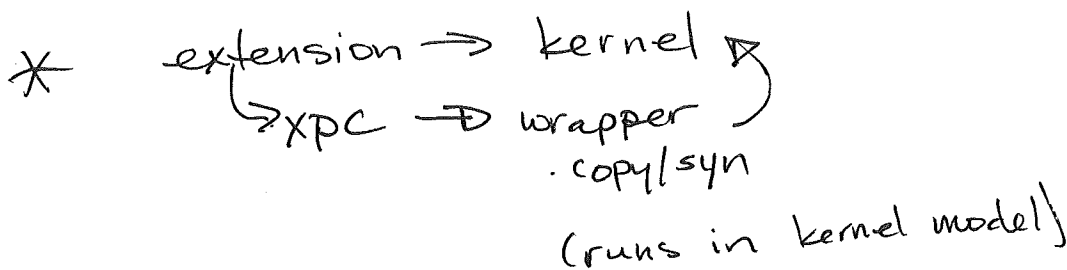 * extension → kernel
xpc → wrapper
. copy/syn
(runs in kernel model)